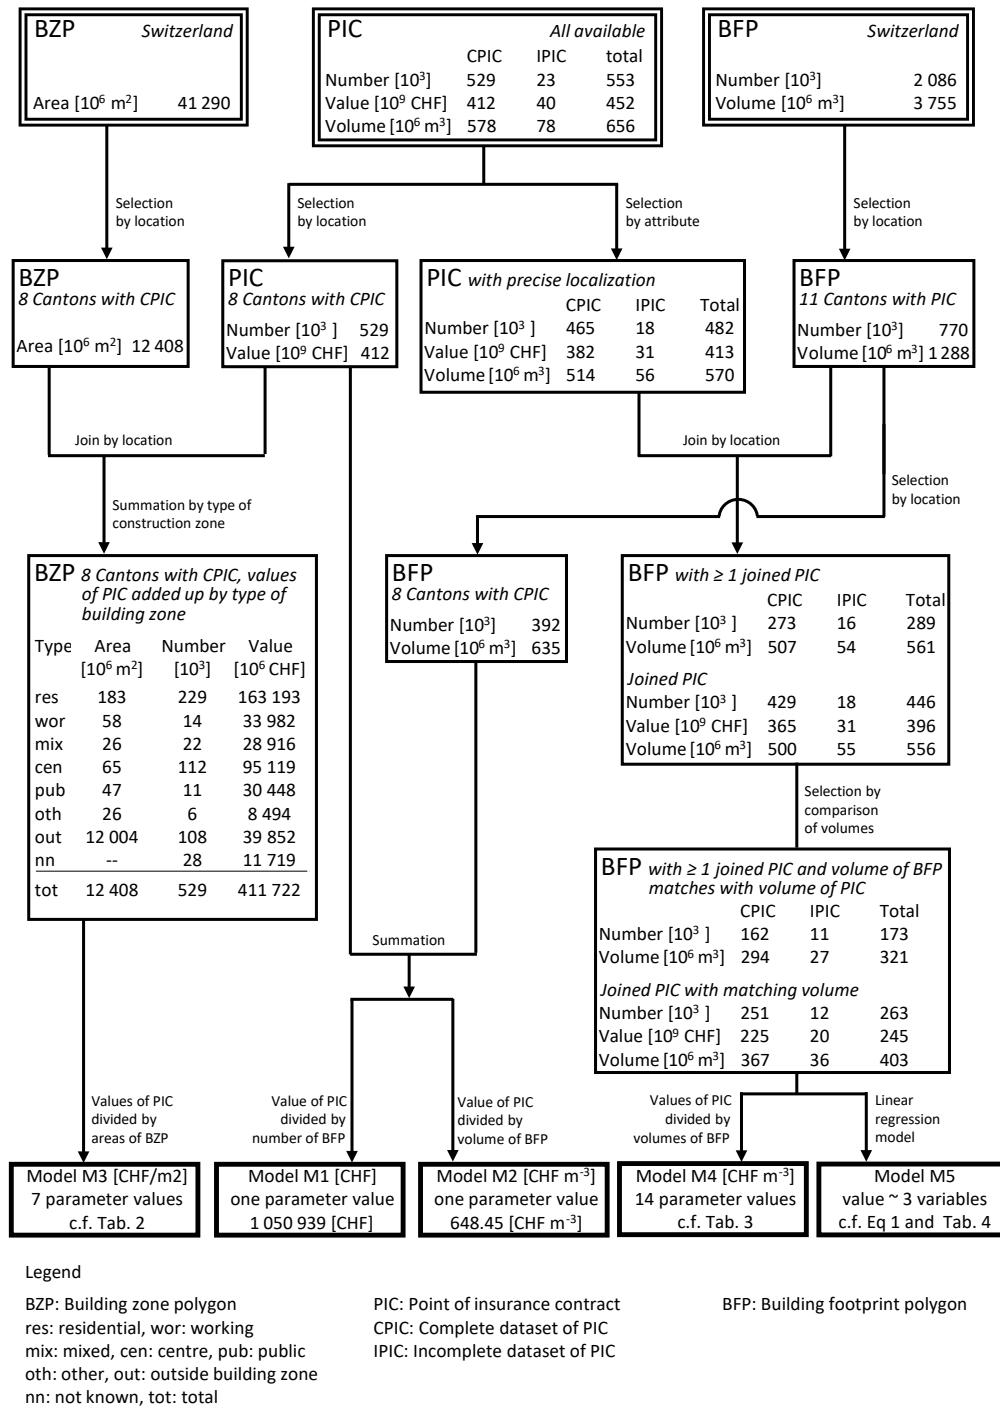 BZP Switzerland
Area [10⁶ m²] 41 290
PIC All available
CPIC IPIC total
Number [10³] 529 23 553
Value [10⁹ CHF] 412 40 452
Volume [10⁶ m³] 578 78 656
BFP Switzerland
Number [10³] 2 086
Volume [10⁶ m³] 3 755
Selection
by location
Selection
by location
Selection
by attribute
Selection
by location
BZP
8 Cantons with CPIC
Area [10⁶ m²] 12 408
PIC
8 Cantons with CPIC
Number [10³ ] 529
Value [10⁹ CHF] 412
PIC with precise localization
CPIC IPIC Total
Number [10³ ] 465 18 482
Value [10⁹ CHF] 382 31 413
Volume [10⁶ m³] 514 56 570
BFP
11 Cantons with PIC
Number [10³] 770
Volume [10⁶ m³] 1 288
Join by location
Join by location
Summation by type of
construction zone
Selection
by location
BZP 8 Cantons with CPIC, values
of PIC added up by type of
building zone
Type Area Number Value
[10⁶ m²] [10³] [10⁶ CHF]
res 183 229 163 193
wor 58 14 33 982
mix 26 22 28 916
cen 65 112 95 119
pub 47 11 30 448
oth 26 6 8 494
out 12 004 108 39 852
nn -- 28 11 719
tot 12 408 529 411 722
BFP
8 Cantons with CPIC
Number [10³] 392
Volume [10⁶ m³] 635
BFP with ≥ 1 joined PIC
CPIC IPIC Total
Number [10³ ] 273 16 289
Volume [10⁶ m³] 507 54 561
Joined PIC
Number [10³ ] 429 18 446
Value [10⁹ CHF] 365 31 396
Volume [10⁶ m³] 500 55 556
Selection by
comparison
of volumes
BFP with ≥ 1 joined PIC and volume of BFP
matches with volume of PIC
CPIC IPIC Total
Number [10³ ] 162 11 173
Volume [10⁶ m³] 294 27 321
Joined PIC with matching volume
Number [10³ ] 251 12 263
Value [10⁹ CHF] 225 20 245
Volume [10⁶ m³] 367 36 403
Summation
Values of PIC
divided by
areas of BZP
Value of PIC
divided by
number of BFP
Value of PIC
divided by
volume of BFP
Values of PIC
divided by
volumes of BFP
Linear
regression
model
Model M3 [CHF/m2]
7 parameter values
c.f. Tab. 2
Model M1 [CHF]
one parameter value
1 050 939 [CHF]
Model M2 [CHF m⁻³]
one parameter value
648.45 [CHF m⁻³]
Model M4 [CHF m⁻³]
14 parameter values
c.f. Tab. 3
Model M5
value ~ 3 variables
c.f. Eq 1 and Tab. 4
Legend
BZP: Building zone polygon
res: residential, wor: working
mix: mixed, cen: centre, pub: public
oth: other, out: outside building zone
nn: not known, tot: total
PIC: Point of insurance contract
CPIC: Complete dataset of PIC
IPIC: Incomplete dataset of PIC
BFP: Building footprint polygon